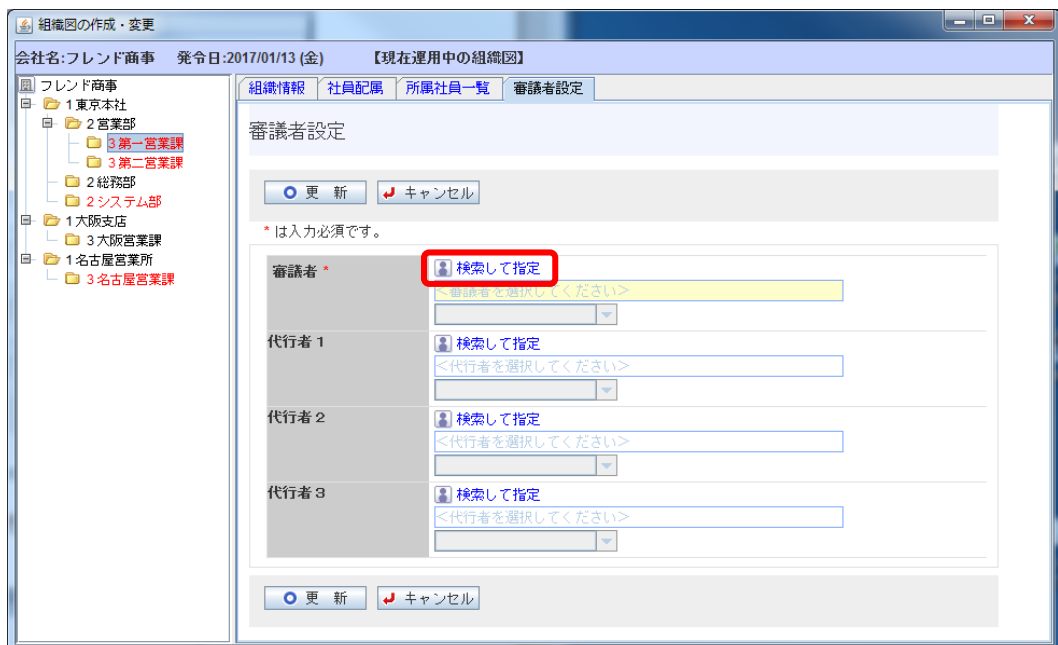 組織図の作成・変更
会社名:フレンド商事 発令日:2017/01/13 (金) 【現在運用中の組織図】
フレンド商事
1 東京本社
2 営業部
3 第一営業課
3 第二営業課
2 総務部
2 システム部
1 大阪支店
3 大阪営業課
1 名古屋営業所
3 名古屋営業課
組織情報 社員配属 所属社員一覧 審議者設定
審議者設定
更 新 キャンセル
* は入力必須です。
審議者 * 検索して指定
<審議者を選択してください>
代行者 1 検索して指定
<代行者を選択してください>
代行者 2 検索して指定
<代行者を選択してください>
代行者 3 検索して指定
<代行者を選択してください>
更 新 キャンセル